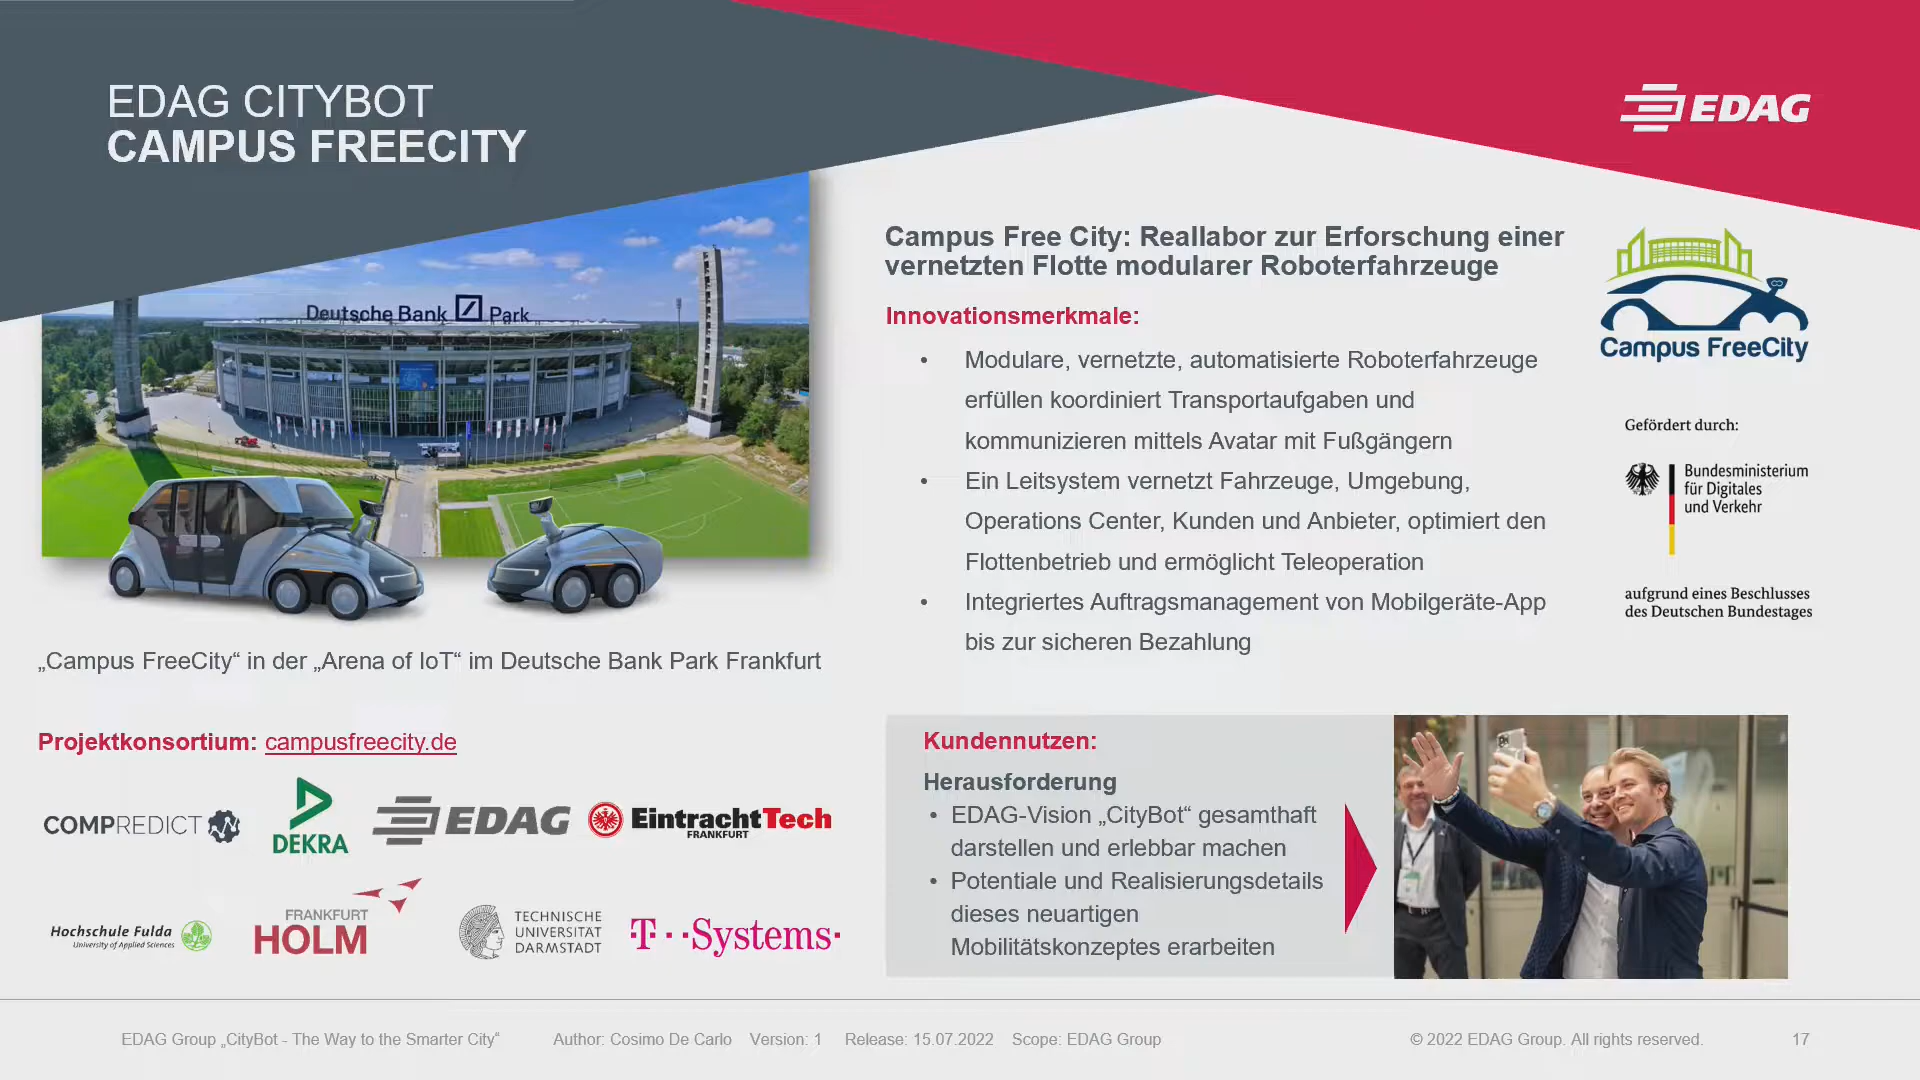 EDAG CITYBOT
CAMPUS FREECITY
EDAG
Deutsche Bank Park
„Campus FreeCity“ in der „Arena of IoT“ im Deutsche Bank Park Frankfurt
Projektkonsortium: campusfreecity.de
COMPREDICT
DEKRA
EDAG
EintrachtTech
FRANKFURT
Hochschule Fulda
University of Applied Sciences
FRANKFURT
HOLM
TECHNISCHE
UNIVERSITÄT
DARMSTADT
T··Systems·
Campus Free City: Reallabor zur Erforschung einer
vernetzten Flotte modularer Roboterfahrzeuge
Innovationsmerkmale:
• Modulare, vernetzte, automatisierte Roboterfahrzeuge
erfüllen koordiniert Transportaufgaben und
kommunizieren mittels Avatar mit Fußgängern
• Ein Leitsystem vernetzt Fahrzeuge, Umgebung,
Operations Center, Kunden und Anbieter, optimiert den
Flottenbetrieb und ermöglicht Teleoperation
• Integriertes Auftragsmanagement von Mobilgeräte-App
bis zur sicheren Bezahlung
Campus FreeCity
Gefördert durch:
Bundesministerium
für Digitales
und Verkehr
aufgrund eines Beschlusses
des Deutschen Bundestages
Kundennutzen:
Herausforderung
• EDAG-Vision „CityBot“ gesamthaft
darstellen und erlebbar machen
• Potentiale und Realisierungsdetails
dieses neuartigen
Mobilitätskonzeptes erarbeiten
EDAG Group „CityBot - The Way to the Smarter City“ Author: Cosimo De Carlo Version: 1 Release: 15.07.2022 Scope: EDAG Group © 2022 EDAG Group. All rights reserved. 17